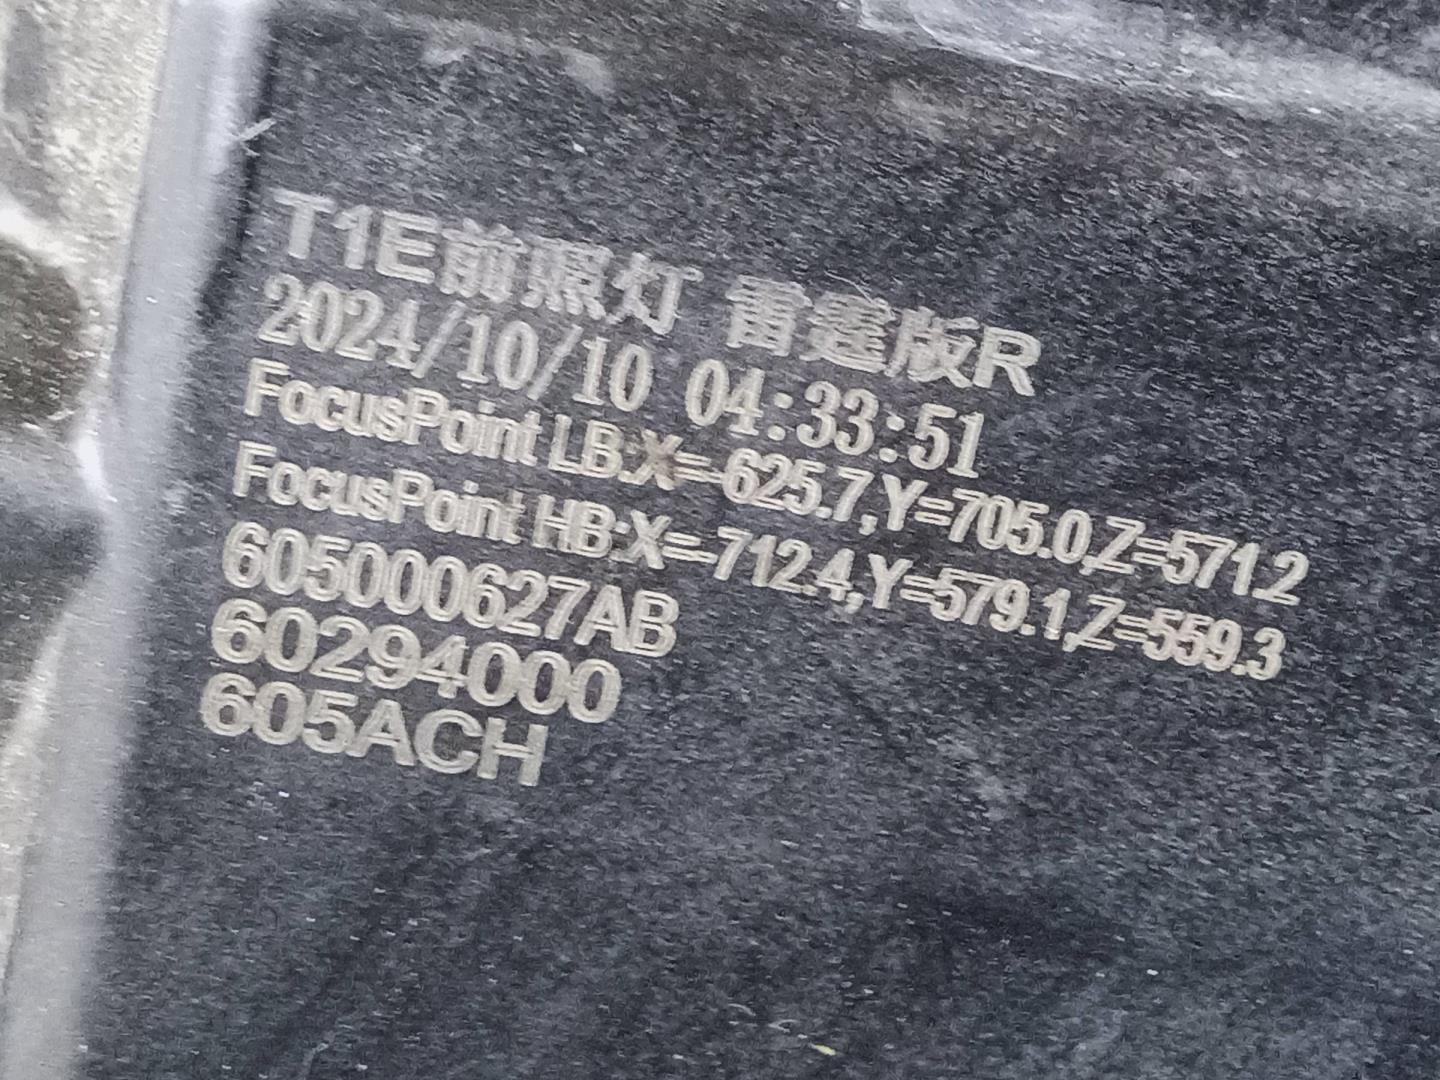 T1E前照灯 雷霆版R
2024/10/10 04:33:51
FocusPoint LB:X=-625.7,Y=705.0,Z=571.2
FocusPoint HB:X=-712.4,Y=579.1,Z=559.3
605000627AB
60294000
605ACH